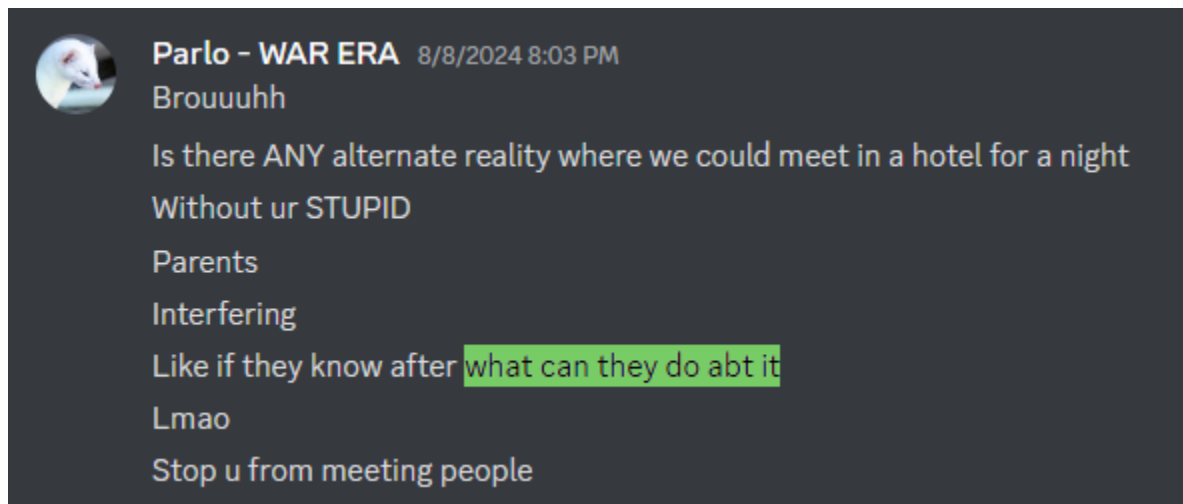 Parlo - WAR ERA 8/8/2024 8:03 PM
Brouuuhh
Is there ANY alternate reality where we could meet in a hotel for a night
Without ur STUPID
Parents
Interfering
Like if they know after what can they do abt it
Lmao
Stop u from meeting people